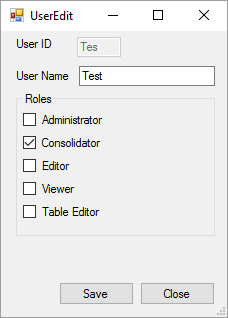 UserEdit
User ID Tes
User Name Test
Roles
Administrator
Consolidator
Editor
Viewer
Table Editor
Save Close